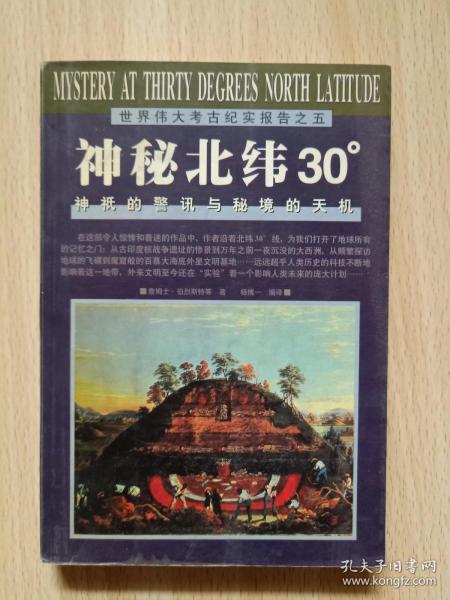 MYSTERY AT THIRTY DEGREES NORTH LATITUDE
世界伟大考古纪实报告之五
神秘北纬30°
神祇的警讯与秘境的天机
在这部令人惊悚和着迷的作品中，作者沿着北纬30°线，为我们打开了地球所有
的记忆之门：从古印度核战争遗址的惨景到万年之前一夜沉没的大西洲，从频繁探访
地球的飞碟到魔窟般的百慕大海底外星文明基地……远远超乎人类历史的科技不断地
影响着这一地带，外来文明至今还在“实验”着一个影响人类未来的庞大计划……
■詹姆士·伯烈斯特等 著 杨博一 编译■
孔夫子旧书网
www.kongfz.com